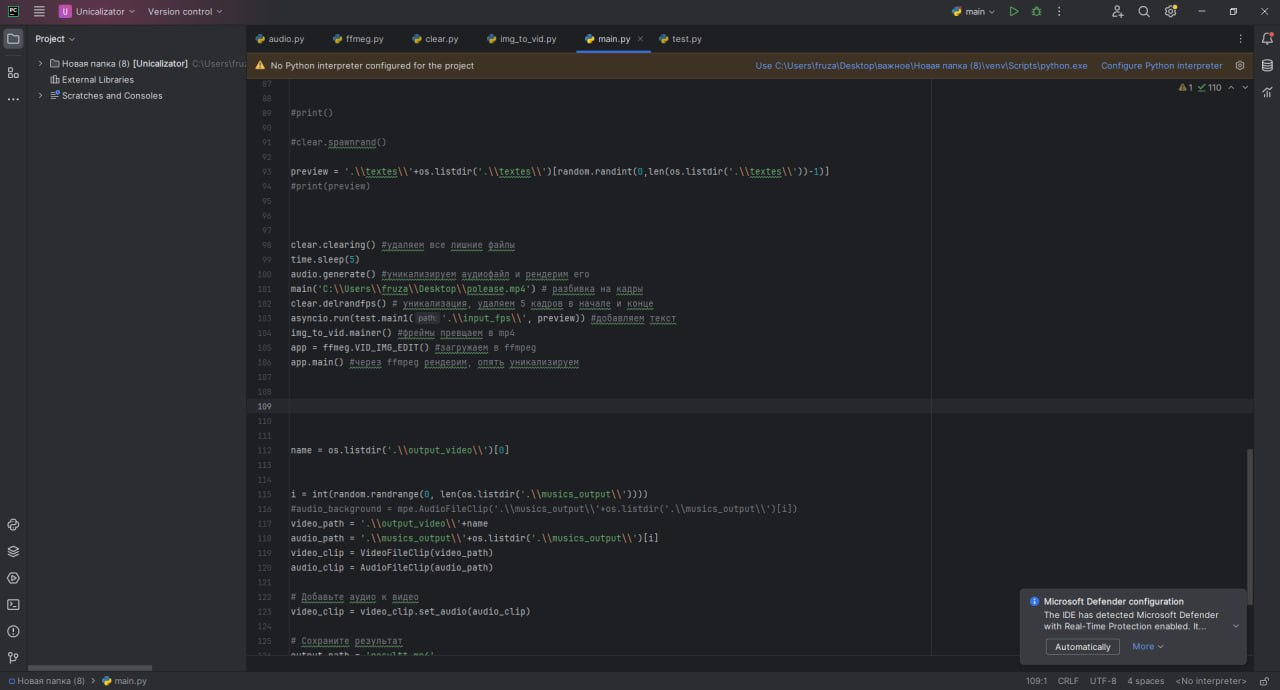 PC
U Unicalizator
Version control
main
Project
audio.py
ffmeg.py
clear.py
img_to_vid.py
main.py
test.py
Новая папка (8) [Unicalizator] C:\Users\fruz
External Libraries
Scratches and Consoles
No Python interpreter configured for the project
Use C:\Users\fruza\Desktop\важное\Новая папка (8)\venv\Scripts\python.exe
Configure Python interpreter
1 110
87
88
89 #print()
90
91 #clear.spawnrand()
92
93 preview = '.\\textes\\'+os.listdir('.\\textes\\')[random.randint(0,len(os.listdir('.\\textes\\'))-1)]
94 #print(preview)
95
96
97
98 clear.clearing() #удаляем все лишние файлы
99 time.sleep(5)
100 audio.generate() #уникализируем аудиофайл и рендерим его
101 main('C:\\Users\\fruza\\Desktop\\polease.mp4') # разбивка на кадры
102 clear.delrandfps() # уникализация, удаляем 5 кадров в начале и конце
103 asyncio.run(test.main1( path: '.\\input_fps\\', preview)) #добавляем текст
104 img_to_vid.mainer() #фреймы превщаем в mp4
105 app = ffmeg.VID_IMG_EDIT() #загружаем в ffmpeg
106 app.main() #через ffmpeg рендерим, опять уникализируем
107
108
109
110
111
112 name = os.listdir('.\\output_video\\')[0]
113
114
115 i = int(random.randrange(0, len(os.listdir('.\\musics_output\\'))))
116 #audio_background = mpe.AudioFileClip('.\\musics_output\\'+os.listdir('.\\musics_output\\')[i])
117 video_path = '.\\output_video\\'+name
118 audio_path = '.\\musics_output\\'+os.listdir('.\\musics_output\\')[i]
119 video_clip = VideoFileClip(video_path)
120 audio_clip = AudioFileClip(audio_path)
121
122 # Добавьте аудио к видео
123 video_clip = video_clip.set_audio(audio_clip)
124
125 # Сохраните результат
Microsoft Defender configuration
The IDE has detected Microsoft Defender
with Real-Time Protection enabled. It...
Automatically
More
Новая папка (8) > main.py
109:1 CRLF UTF-8 4 spaces <No interpreter>